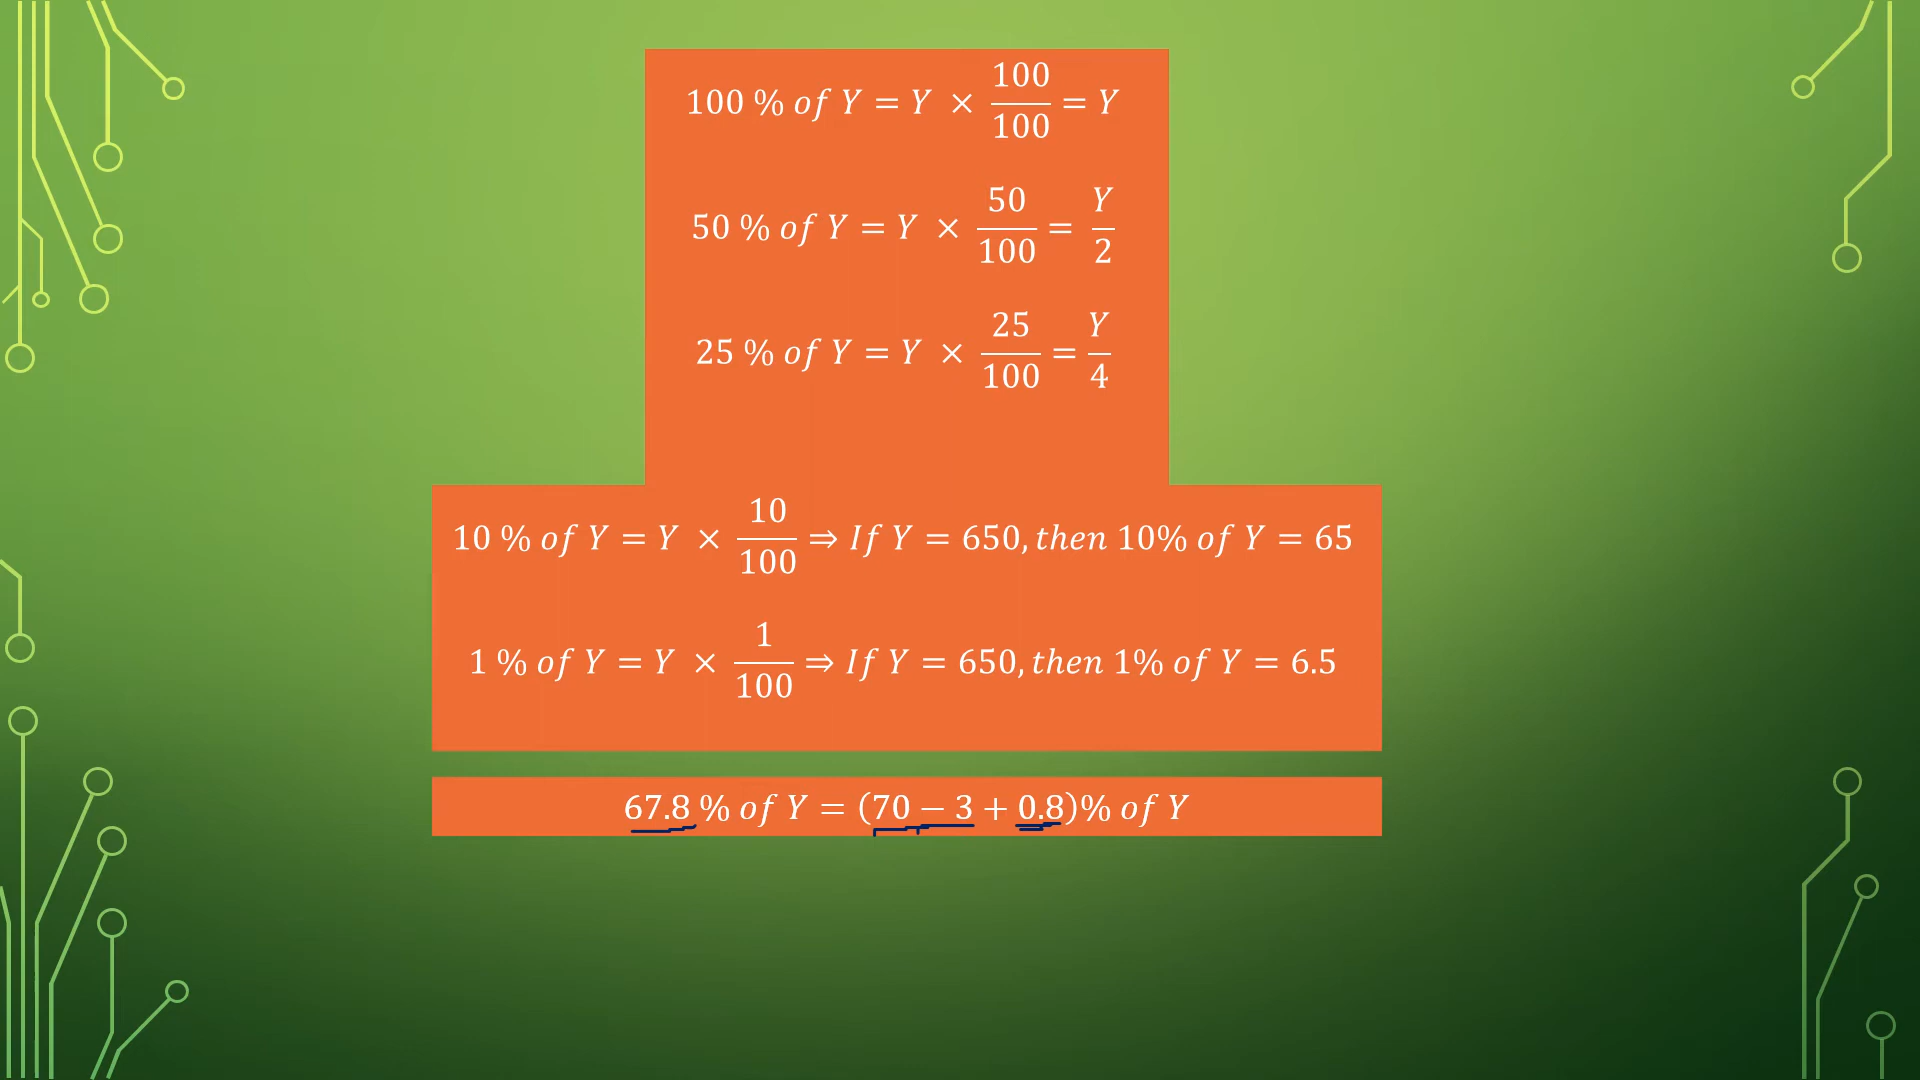 100 % of Y = Y × 100/100 = Y
50 % of Y = Y × 50/100 = Y/2
25 % of Y = Y × 25/100 = Y/4
10 % of Y = Y × 10/100 ⇒ If Y = 650, then 10% of Y = 65
1 % of Y = Y × 1/100 ⇒ If Y = 650, then 1% of Y = 6.5
67.8 % of Y = (70 − 3 + 0.8)% of Y